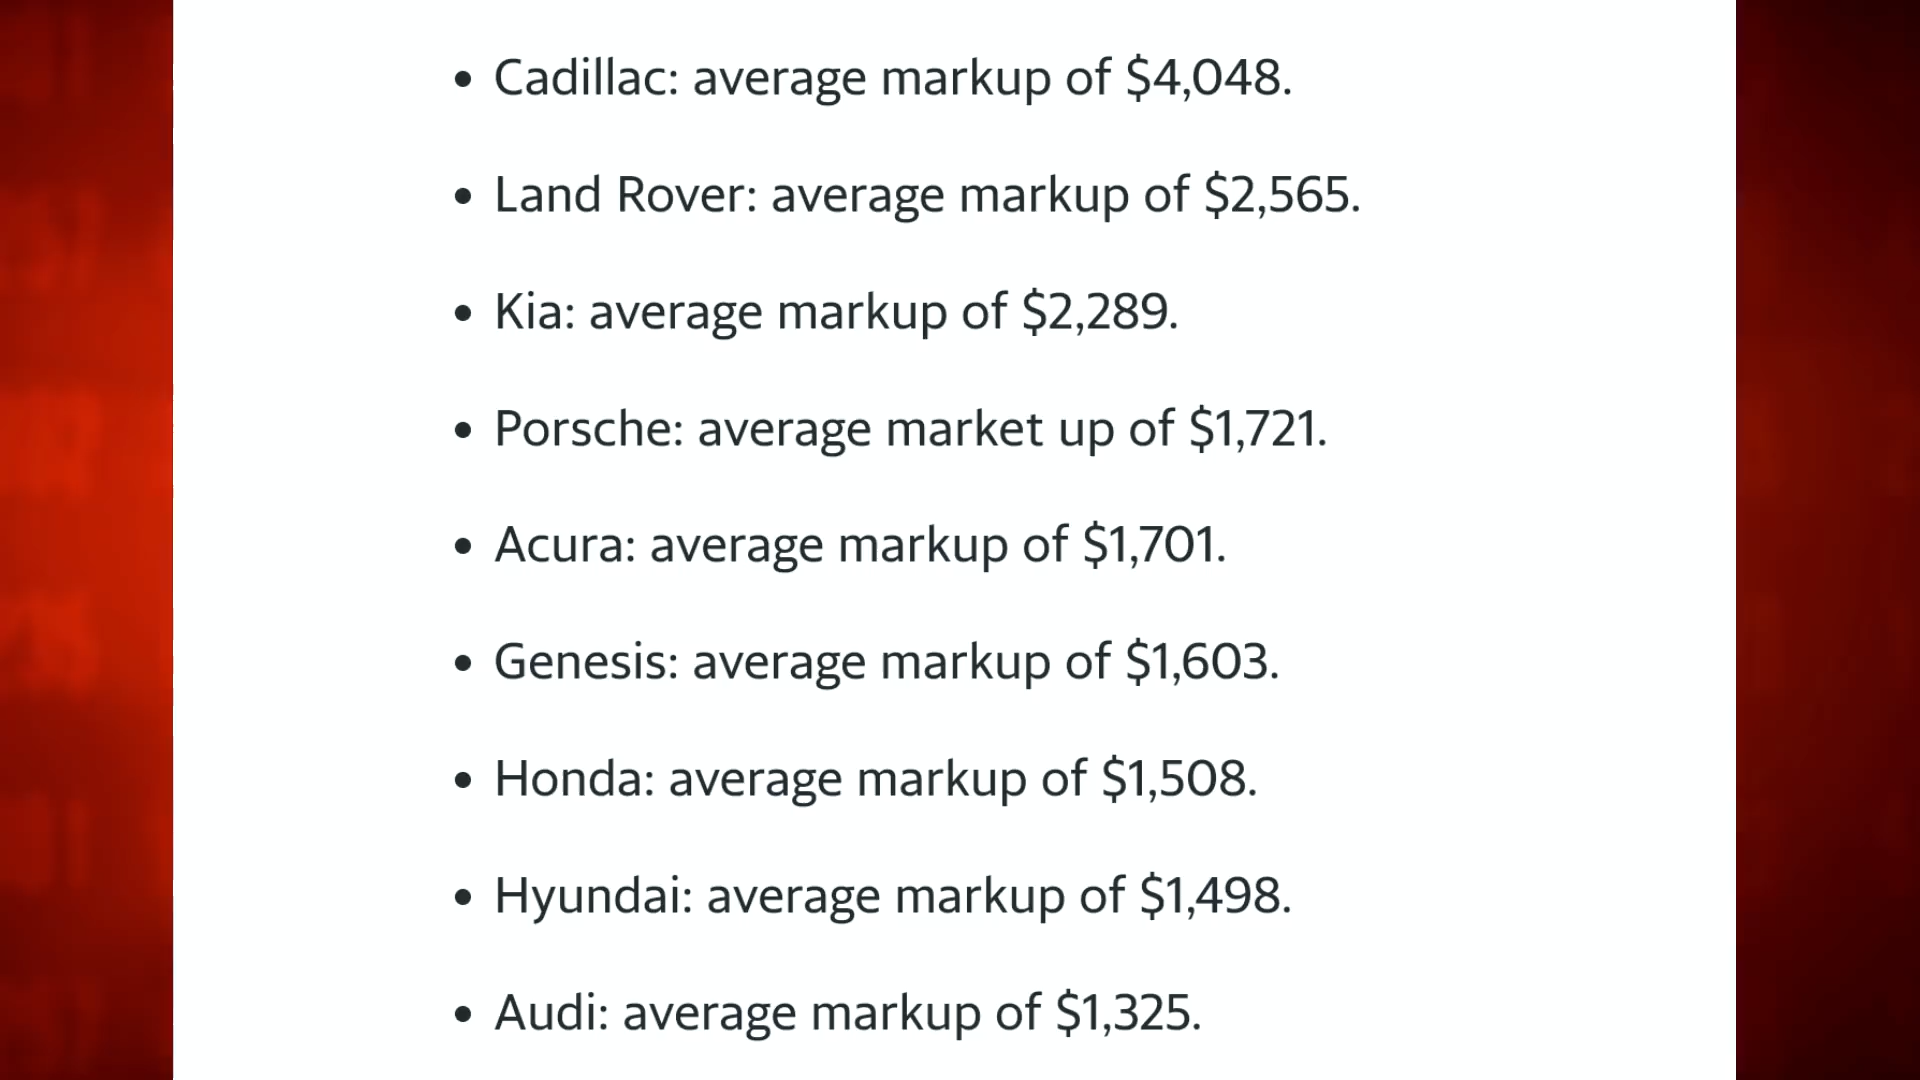 • Cadillac: average markup of $4,048.
• Land Rover: average markup of $2,565.
• Kia: average markup of $2,289.
• Porsche: average market up of $1,721.
• Acura: average markup of $1,701.
• Genesis: average markup of $1,603.
• Honda: average markup of $1,508.
• Hyundai: average markup of $1,498.
• Audi: average markup of $1,325.